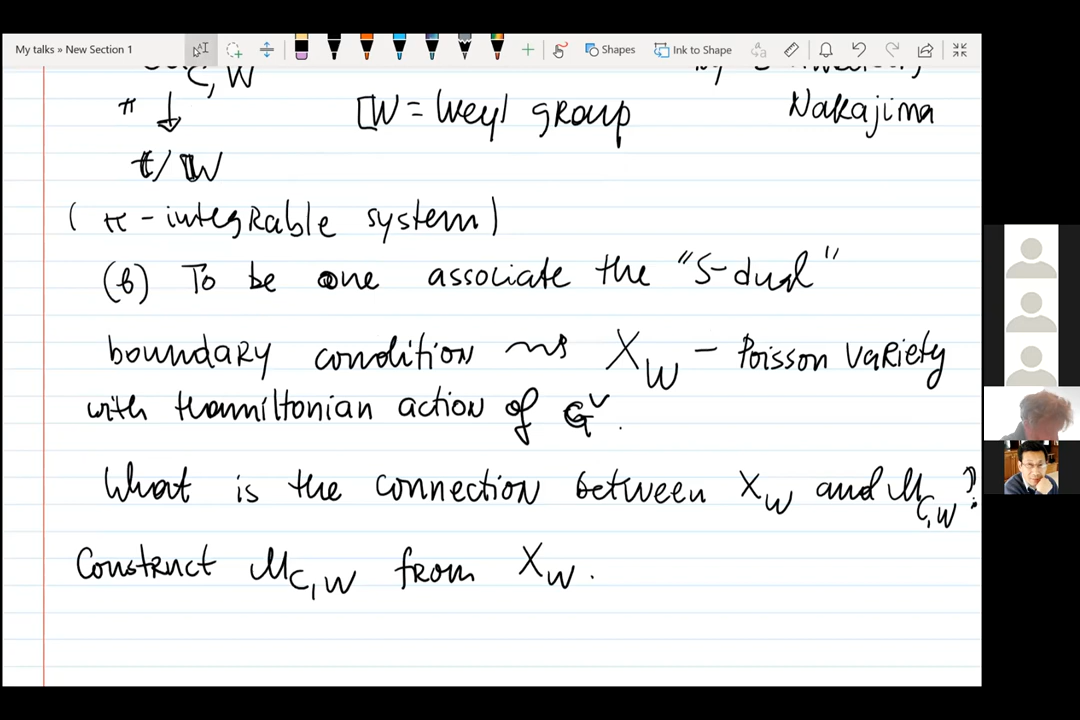 My talks » New Section 1
Shapes
Ink to Shape
C, W
π ↓ [W = Weyl group
Nakajima
t/W
( π - integrable system)
(b) To be one associate the "S-dual"
boundary condition ⇝ X_W - Poisson variety
with Hamiltonian action of G^∨.
What is the connection between X_W and M_{C,W}?
Construct M_{C,W} from X_W.